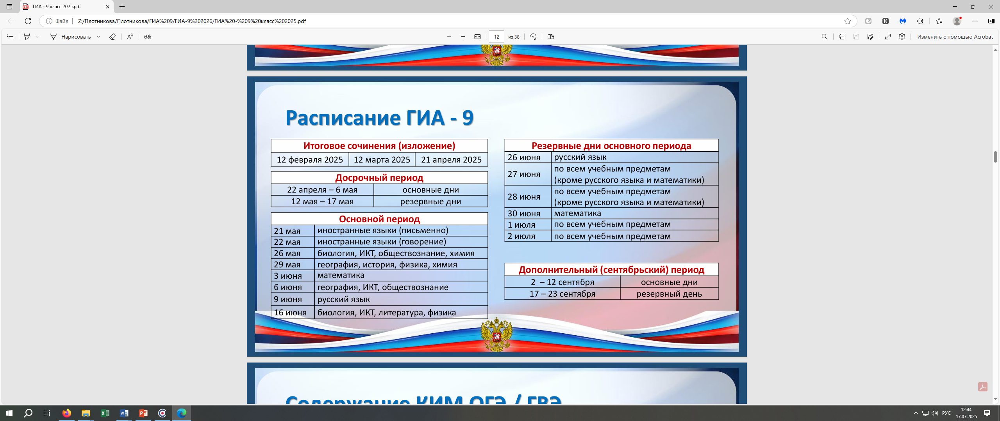 ГИА - 9 класс 2025.pdf
Файл
Z:/Плотникова/Плотникова/ГИА%209/ГИА-9%202026/ГИА%20-%209%20класс%202025.pdf
Нарисовать
12
из 38
Изменить с помощью Acrobat
Расписание ГИА - 9
Итоговое сочинения (изложение)
12 февраля 2025 12 марта 2025 21 апреля 2025
Досрочный период
22 апреля – 6 мая основные дни
12 мая – 17 мая резервные дни
Основной период
21 мая иностранные языки (письменно)
22 мая иностранные языки (говорение)
26 мая биология, ИКТ, обществознание, химия
29 мая география, история, физика, химия
3 июня математика
6 июня география, ИКТ, обществознание
9 июня русский язык
16 июня биология, ИКТ, литература, физика
Резервные дни основного периода
26 июня русский язык
27 июня по всем учебным предметам
(кроме русского языка и математики)
28 июня по всем учебным предметам
(кроме русского языка и математики)
30 июня математика
1 июля по всем учебным предметам
2 июля по всем учебным предметам
Дополнительный (сентябрьский) период
2 – 12 сентября основные дни
17 – 23 сентября резервный день
Содержание КИМ ОГЭ / ГВЭ
РУС
12:44
17.07.2025